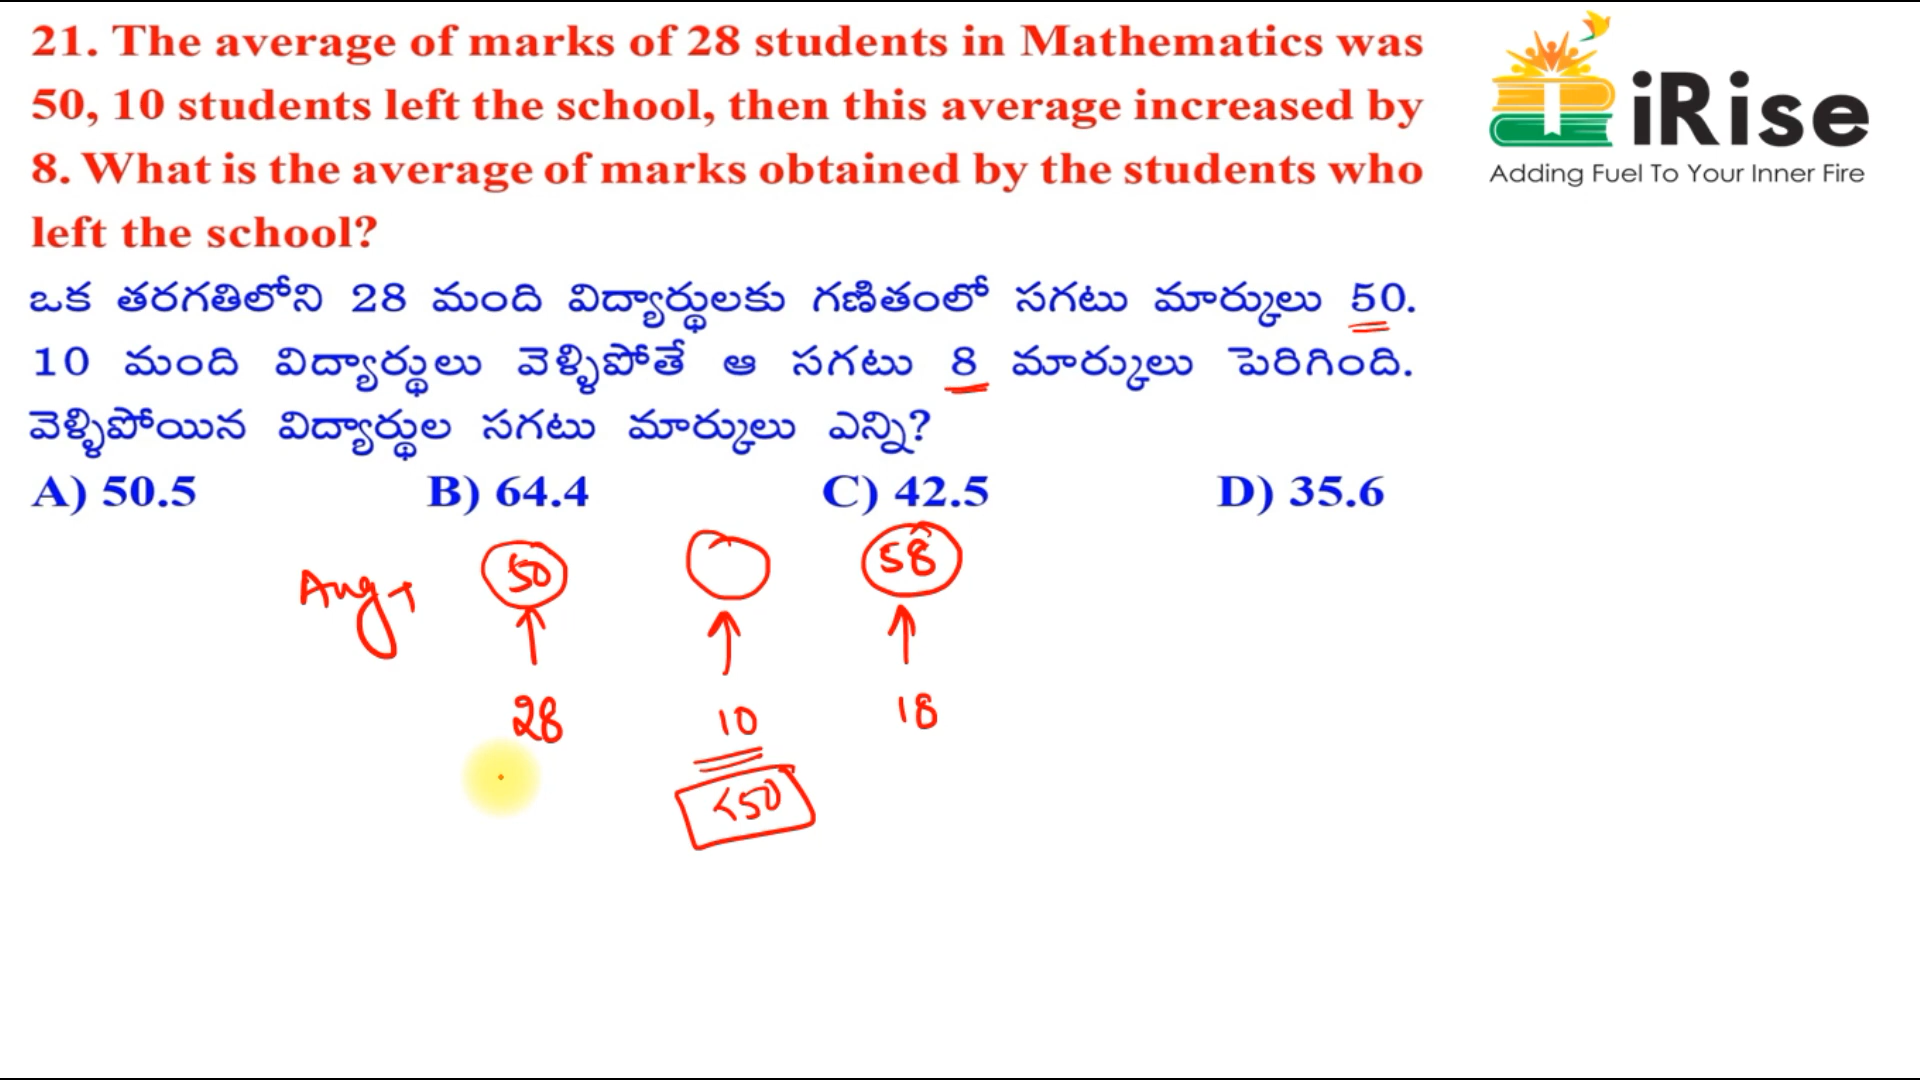 21. The average of marks of 28 students in Mathematics was
50, 10 students left the school, then this average increased by
8. What is the average of marks obtained by the students who
left the school?
ఒక తరగతిలోని 28 మంది విద్యార్థులకు గణితంలో సగటు మార్కులు 50.
10 మంది విద్యార్థులు వెళ్ళిపోతే ఆ సగటు 8 మార్కులు పెరిగింది.
వెళ్ళిపోయిన విద్యార్థుల సగటు మార్కులు ఎన్ని?
A) 50.5 B) 64.4 C) 42.5 D) 35.6
iRise
Adding Fuel To Your Inner Fire
50 58
28 10 18
<50